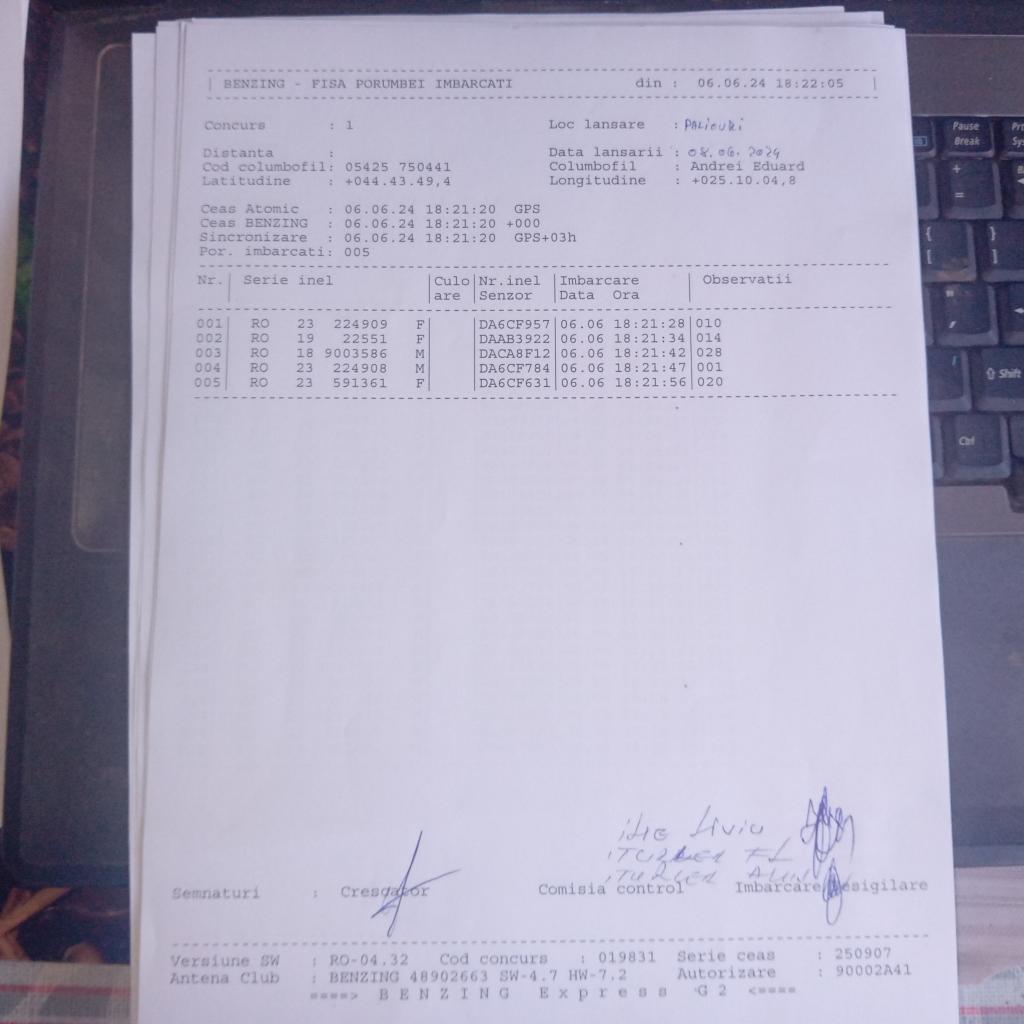 BENZING - FISA PORUMBEI IMBARCATI din : 06.06.24 18:22:05
Concurs : 1 Loc lansare : PALIOURI
Distanta : Data lansarii : 08.06.2024
Cod columbofil: 05425 750441 Columbofil : Andrei Eduard
Latitudine : +044.43.49,4 Longitudine : +025.10.04,8
Ceas Atomic : 06.06.24 18:21:20 GPS
Ceas BENZING : 06.06.24 18:21:20 +000
Sincronizare : 06.06.24 18:21:20 GPS+03h
Por. imbarcati: 005
Nr. | Serie inel |Culo|Nr.inel |Imbarcare | Observatii
|are |Senzor |Data Ora |
001| RO 23 224909 F| |DA6CF957|06.06 18:21:28|010
002| RO 19 22551 F| |DAAB3922|06.06 18:21:34|014
003| RO 18 9003586 M| |DACA8F12|06.06 18:21:42|028
004| RO 23 224908 M| |DA6CF784|06.06 18:21:47|001
005| RO 23 591361 F| |DA6CF631|06.06 18:21:56|020
ilie Liviu
Semnaturi : Crescator Comisia control Imbarcare/Desigilare
Versiune SW : RO-04.32 Cod concurs : 019831 Serie ceas : 250907
Antena Club : BENZING 48902663 SW-4.7 HW-7.2 Autorizare : 90002A41
====> B E N Z I N G E x p r e s s G 2 <====
Pause
Break
+
=
{
[
}
]
"
Shift
Ctrl